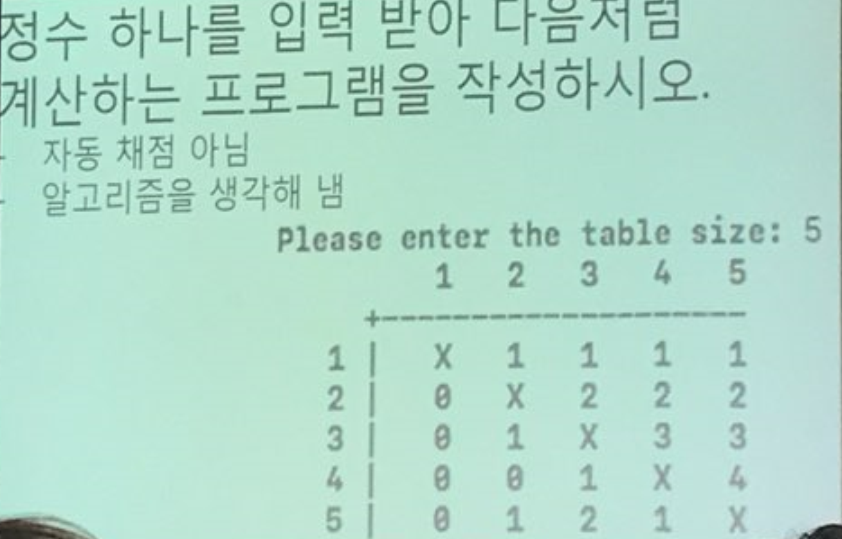 정수 하나를 입력 받아 다음처럼
계산하는 프로그램을 작성하시오.
- 자동 채점 아님
- 알고리즘을 생각해 냄
Please enter the table size: 5
1 2 3 4 5
+--------------------
1 | X 1 1 1 1
2 | 0 X 2 2 2
3 | 0 1 X 3 3
4 | 0 0 1 X 4
5 | 0 1 2 1 X